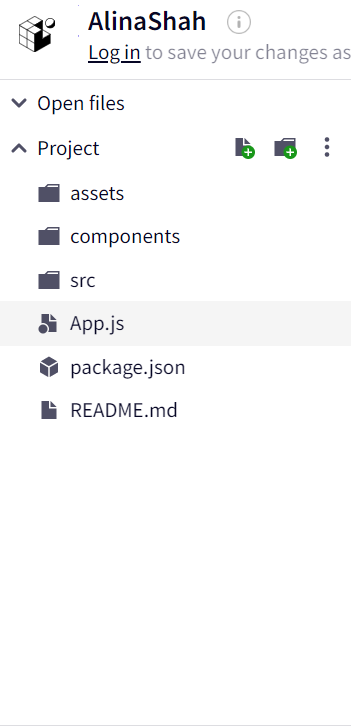 AlinaShah
Log in to save your changes as
Open files
Project
assets
components
src
App.js
package.json
README.md